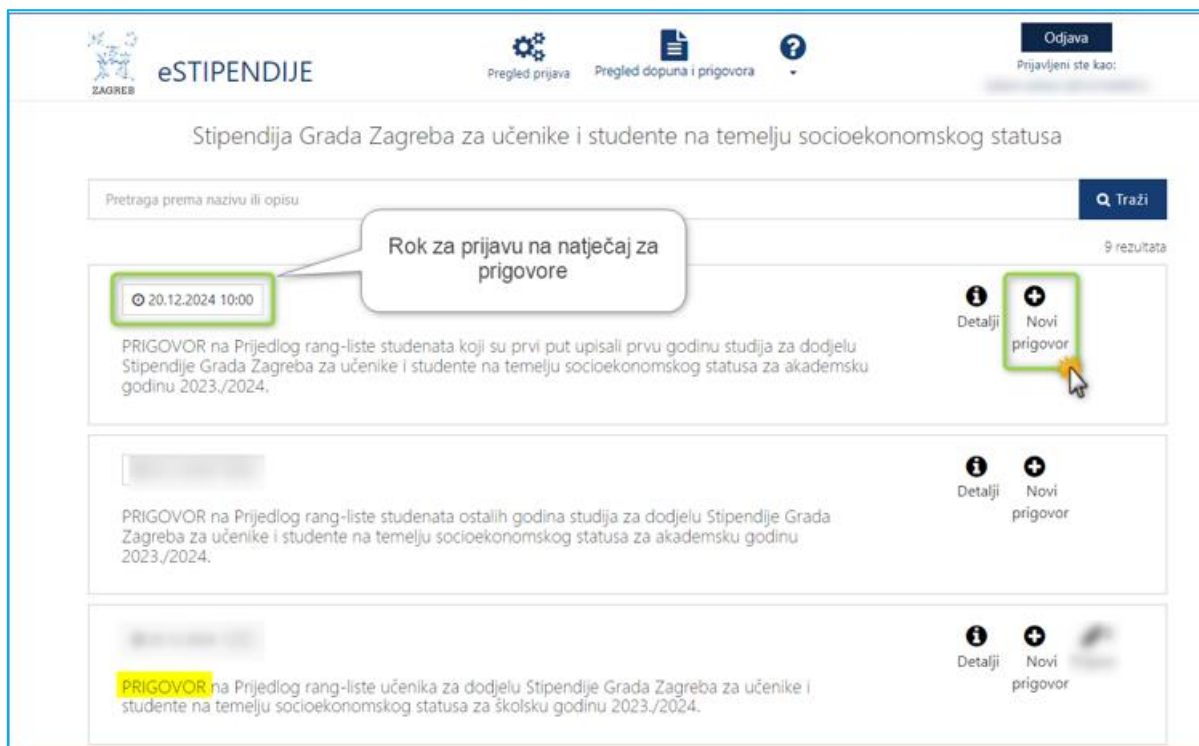 ZAGREB
eSTIPENDIJE
Pregled prijava
Pregled dopuna i prigovora
Odjava
Prijavljeni ste kao:
Stipendija Grada Zagreba za učenike i studente na temelju socioekonomskog statusa
Pretraga prema nazivu ili opisu
Traži
9 rezultata
Rok za prijavu na natječaj za
prigovore
20.12.2024 10:00
Detalji
Novi
prigovor
PRIGOVOR na Prijedlog rang-liste studenata koji su prvi put upisali prvu godinu studija za dodjelu
Stipendije Grada Zagreba za učenike i studente na temelju socioekonomskog statusa za akademsku
godinu 2023./2024.
Detalji
Novi
prigovor
PRIGOVOR na Prijedlog rang-liste studenata ostalih godina studija za dodjelu Stipendije Grada
Zagreba za učenike i studente na temelju socioekonomskog statusa za akademsku godinu
2023./2024.
Detalji
Novi
prigovor
PRIGOVOR na Prijedlog rang-liste učenika za dodjelu Stipendije Grada Zagreba za učenike i
studente na temelju socioekonomskog statusa za školsku godinu 2023./2024.